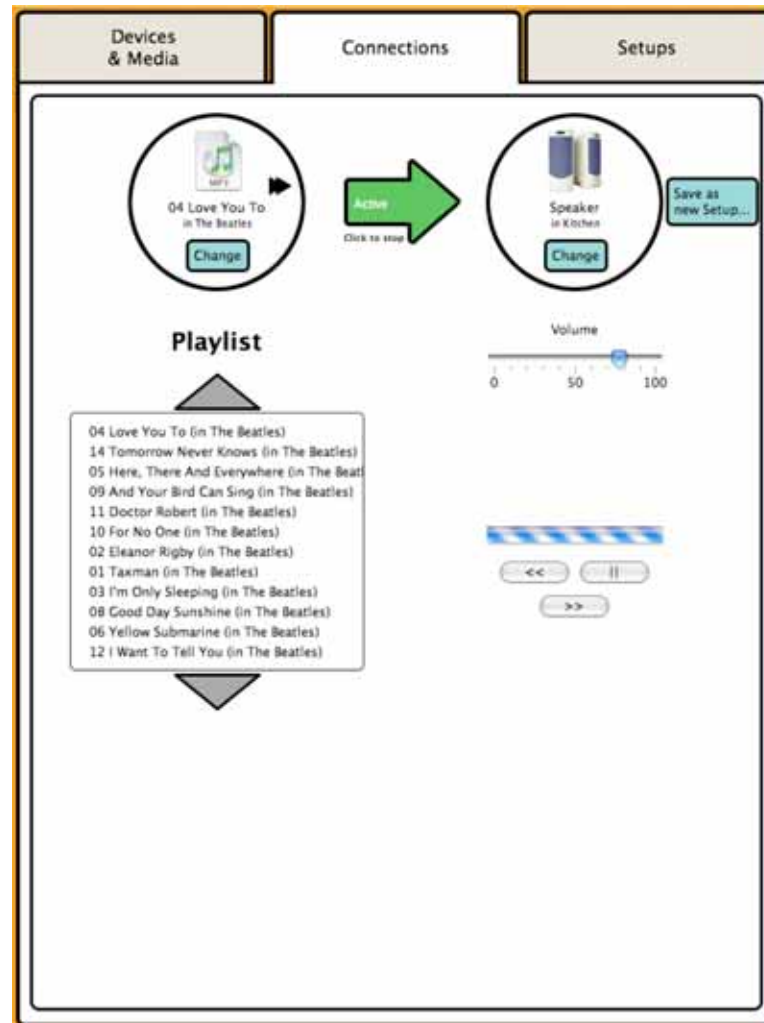 Devices
& Media
Connections
Setups
MP3
04 Love You To
in The Beatles
Change
Active
Click to stop
Speaker
in Kitchen
Change
Save as
new Setup...
Playlist
Volume
0 50 100
04 Love You To (in The Beatles)
14 Tomorrow Never Knows (in The Beatles)
05 Here, There And Everywhere (in The Beatl
09 And Your Bird Can Sing (in The Beatles)
11 Doctor Robert (in The Beatles)
10 For No One (in The Beatles)
02 Eleanor Rigby (in The Beatles)
01 Taxman (in The Beatles)
03 I'm Only Sleeping (in The Beatles)
08 Good Day Sunshine (in The Beatles)
06 Yellow Submarine (in The Beatles)
12 I Want To Tell You (in The Beatles)
<< ||
>>